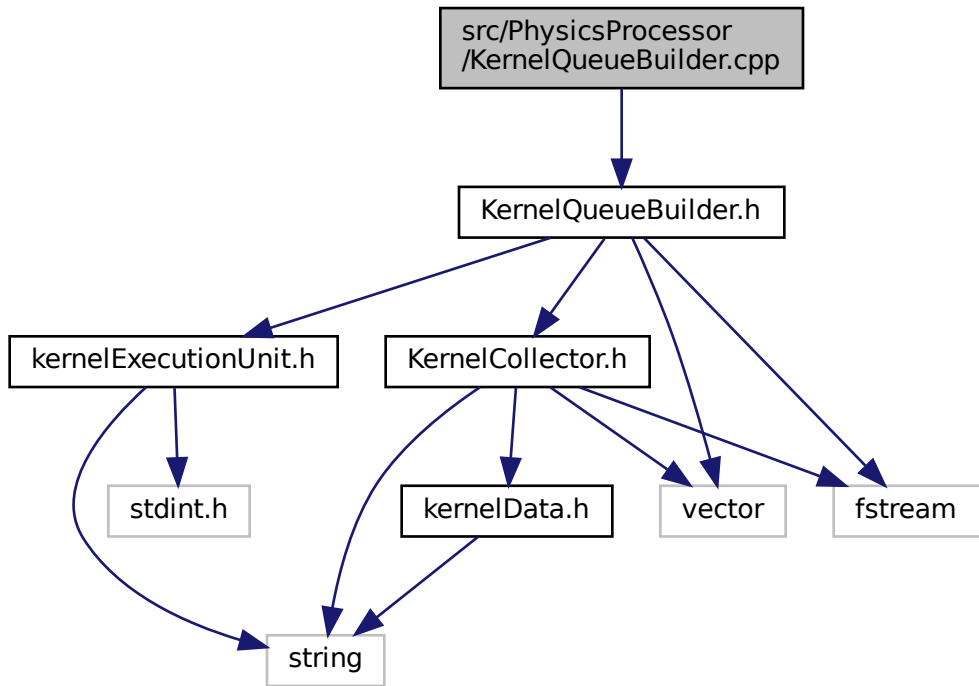 src/PhysicsProcessor
/KernelQueueBuilder.cpp
KernelQueueBuilder.h
kernelExecutionUnit.h
KernelCollector.h
stdint.h
kernelData.h
vector
fstream
string